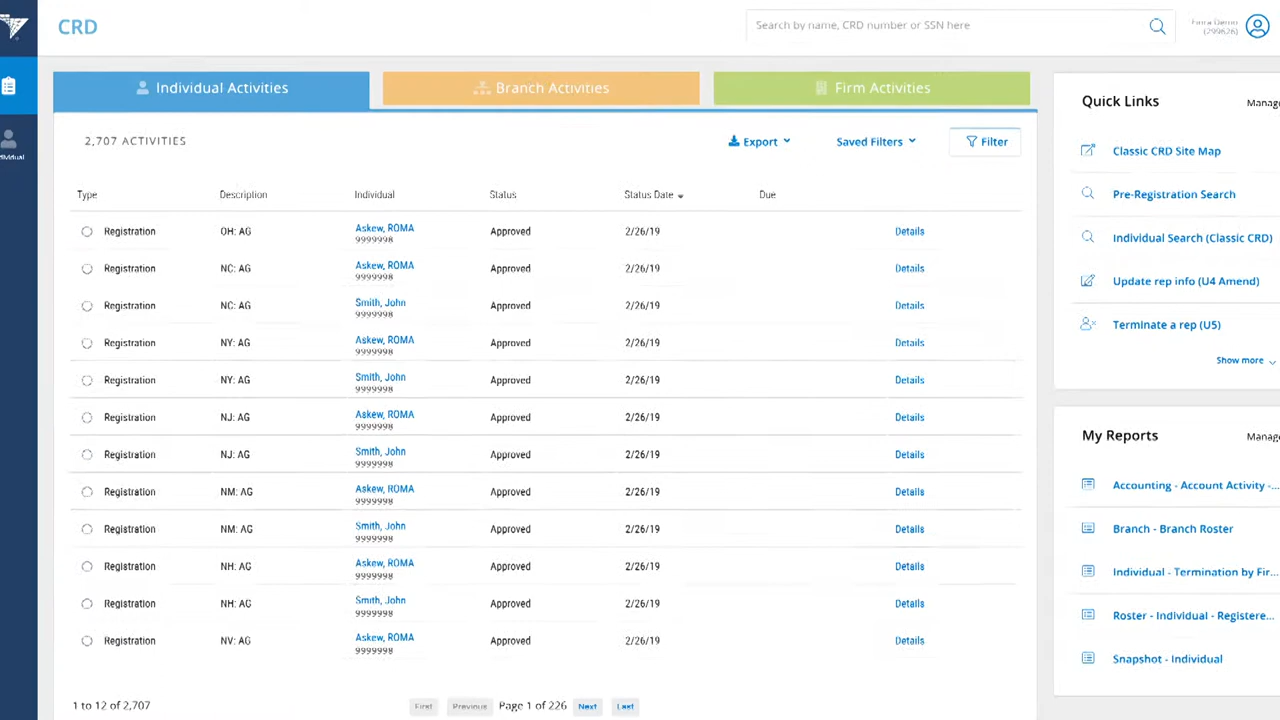 CRD
Search by name, CRD number or SSN here
Firra Demo
(299626)
Individual Activities
Branch Activities
Firm Activities
2,707 ACTIVITIES
Export
Saved Filters
Filter
Type Description Individual Status Status Date Due
Registration OH: AG Askew, ROMA Approved 2/26/19 Details
9999998
Registration NC: AG Askew, ROMA Approved 2/26/19 Details
9999998
Registration NC: AG Smith, John Approved 2/26/19 Details
9999998
Registration NY: AG Askew, ROMA Approved 2/26/19 Details
9999998
Registration NY: AG Smith, John Approved 2/26/19 Details
9999998
Registration NJ: AG Askew, ROMA Approved 2/26/19 Details
9999998
Registration NJ: AG Smith, John Approved 2/26/19 Details
9999998
Registration NM: AG Askew, ROMA Approved 2/26/19 Details
9999998
Registration NM: AG Smith, John Approved 2/26/19 Details
9999998
Registration NH: AG Askew, ROMA Approved 2/26/19 Details
9999998
Registration NH: AG Smith, John Approved 2/26/19 Details
9999998
Registration NV: AG Askew, ROMA Approved 2/26/19 Details
9999998
1 to 12 of 2,707
First Previous Page 1 of 226 Next Last
Quick Links Manag
Classic CRD Site Map
Pre-Registration Search
Individual Search (Classic CRD)
Update rep info (U4 Amend)
Terminate a rep (U5)
Show more
My Reports Manag
Accounting - Account Activity -...
Branch - Branch Roster
Individual - Termination by Fir...
Roster - Individual - Registere...
Snapshot - Individual